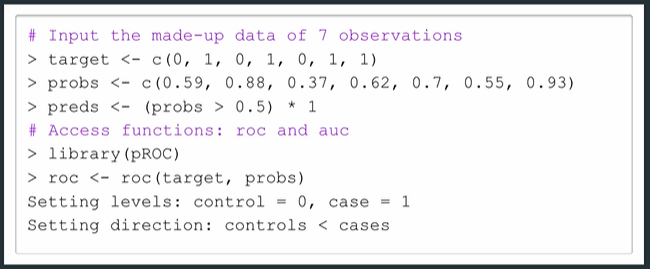 # Input the made-up data of 7 observations
> target <- c(0, 1, 0, 1, 0, 1, 1)
> probs <- c(0.59, 0.88, 0.37, 0.62, 0.7, 0.55, 0.93)
> preds <- (probs > 0.5) * 1
# Access functions: roc and auc
> library(pROC)
> roc <- roc(target, probs)
Setting levels: control = 0, case = 1
Setting direction: controls < cases